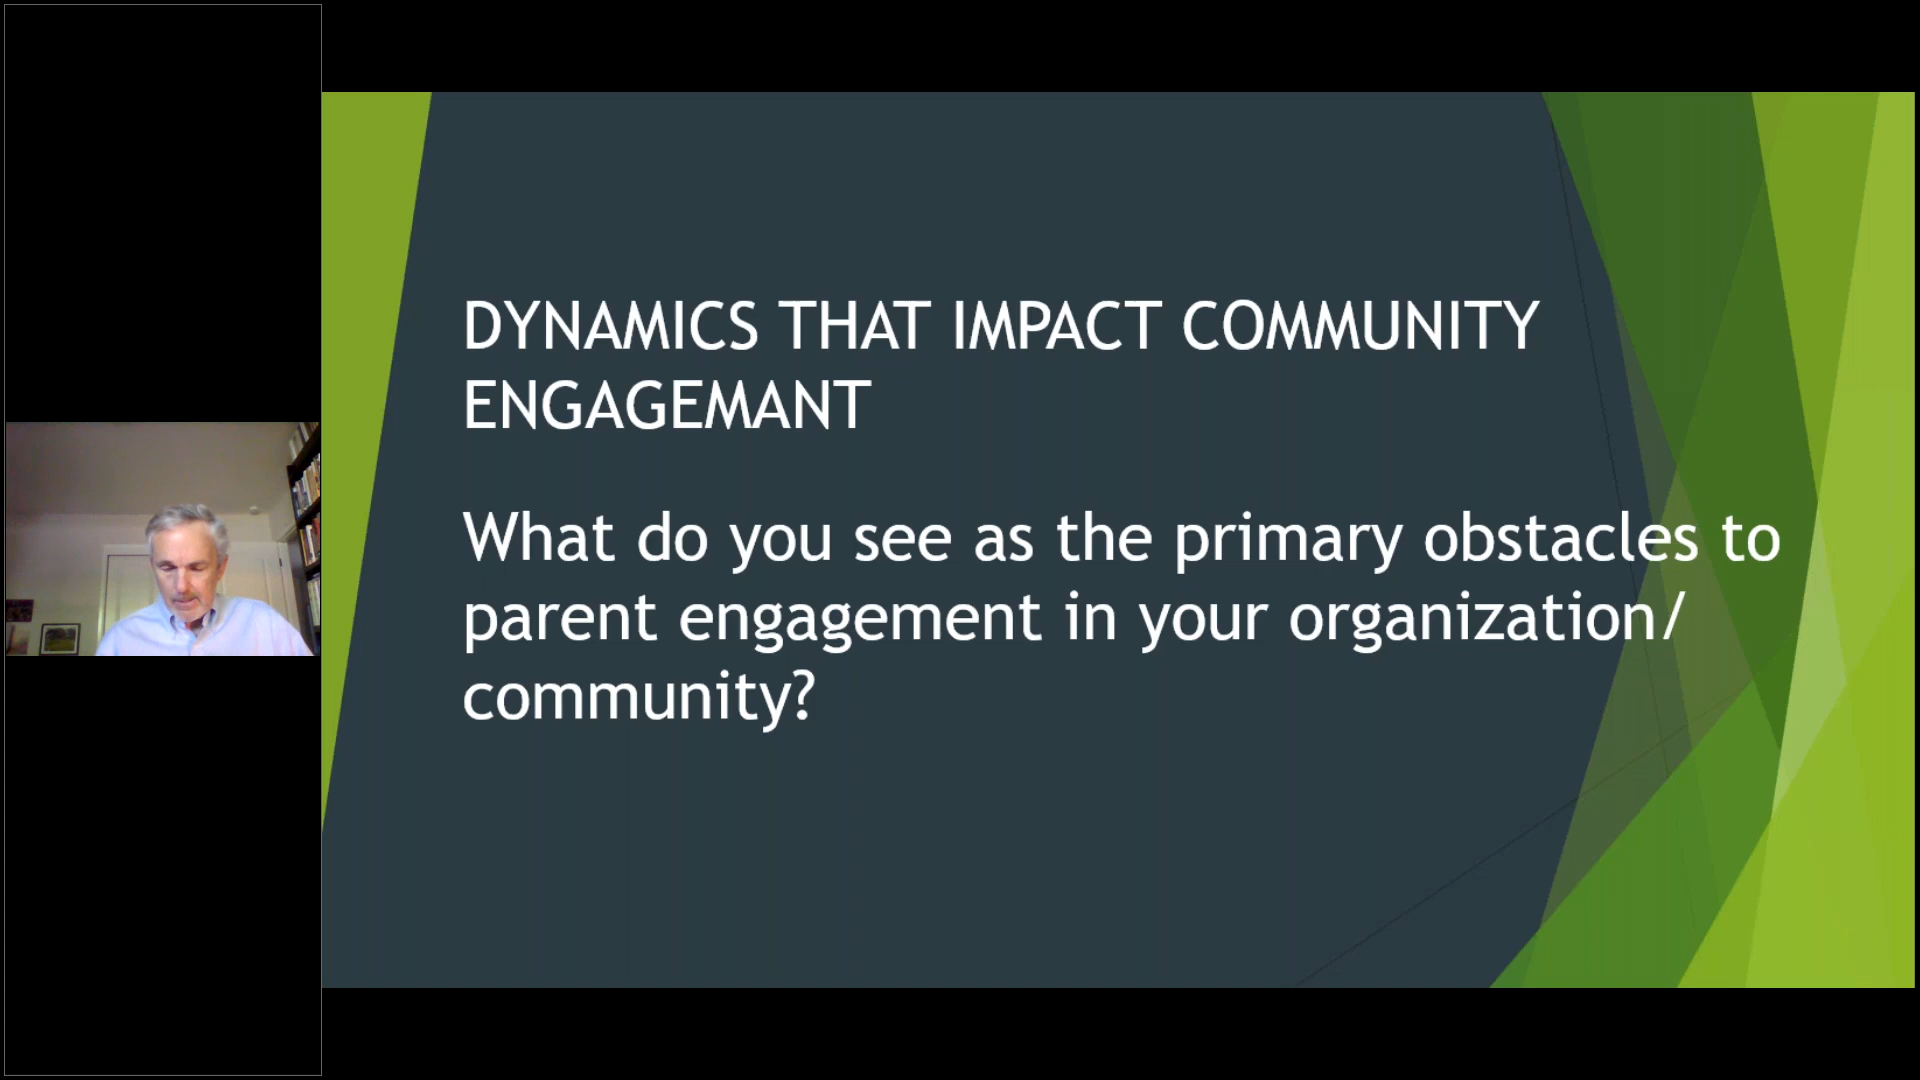 DYNAMICS THAT IMPACT COMMUNITY
ENGAGEMANT
What do you see as the primary obstacles to
parent engagement in your organization/
community?